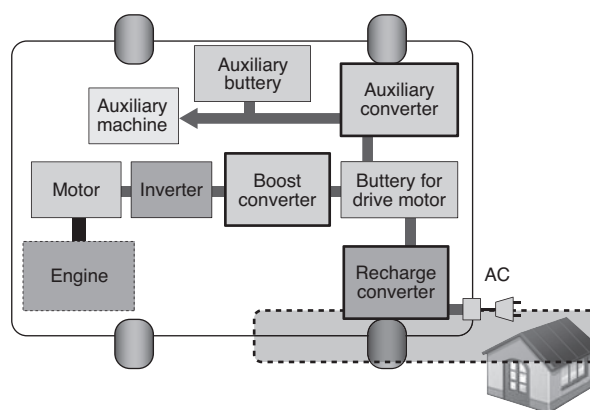 Auxiliary
buttery
Auxiliary
converter
Auxiliary
machine
Motor
Inverter
Boost
converter
Buttery for
drive motor
Engine
Recharge
converter
AC